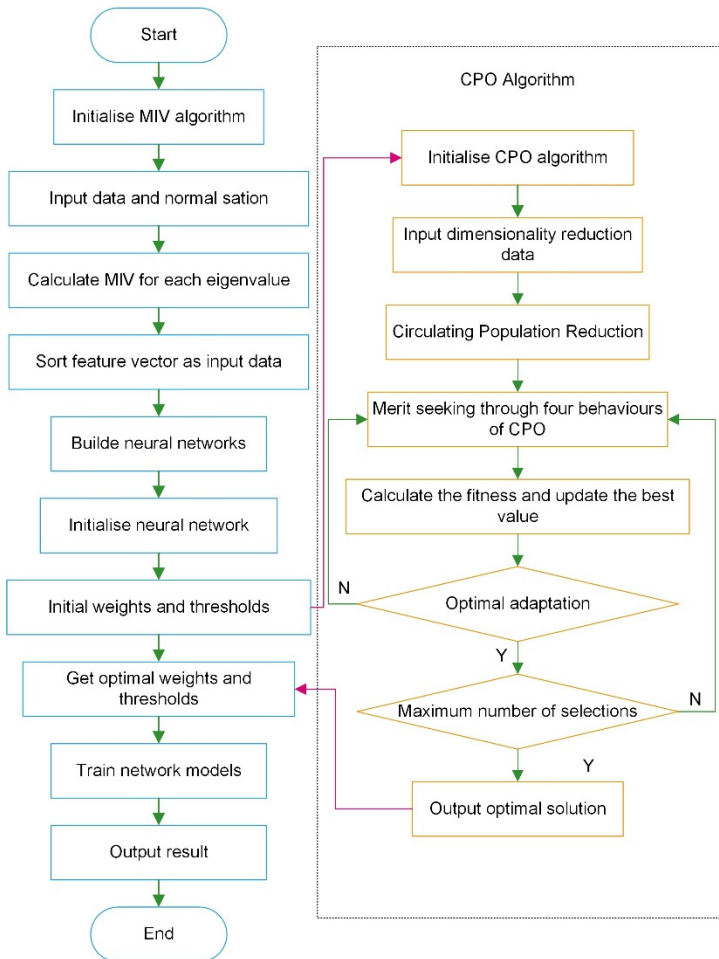 Start
Initialise MIV algorithm
Input data and normal sation
Calculate MIV for each eigenvalue
Sort feature vector as input data
Builde neural networks
Initialise neural network
Initial weights and thresholds
Get optimal weights and
thresholds
Train network models
Output result
End
CPO Algorithm
Initialise CPO algorithm
Input dimensionality reduction
data
Circulating Population Reduction
Merit seeking through four behaviours
of CPO
Calculate the fitness and update the best
value
N
Optimal adaptation
Y
Maximum number of selections
N
Y
Output optimal solution